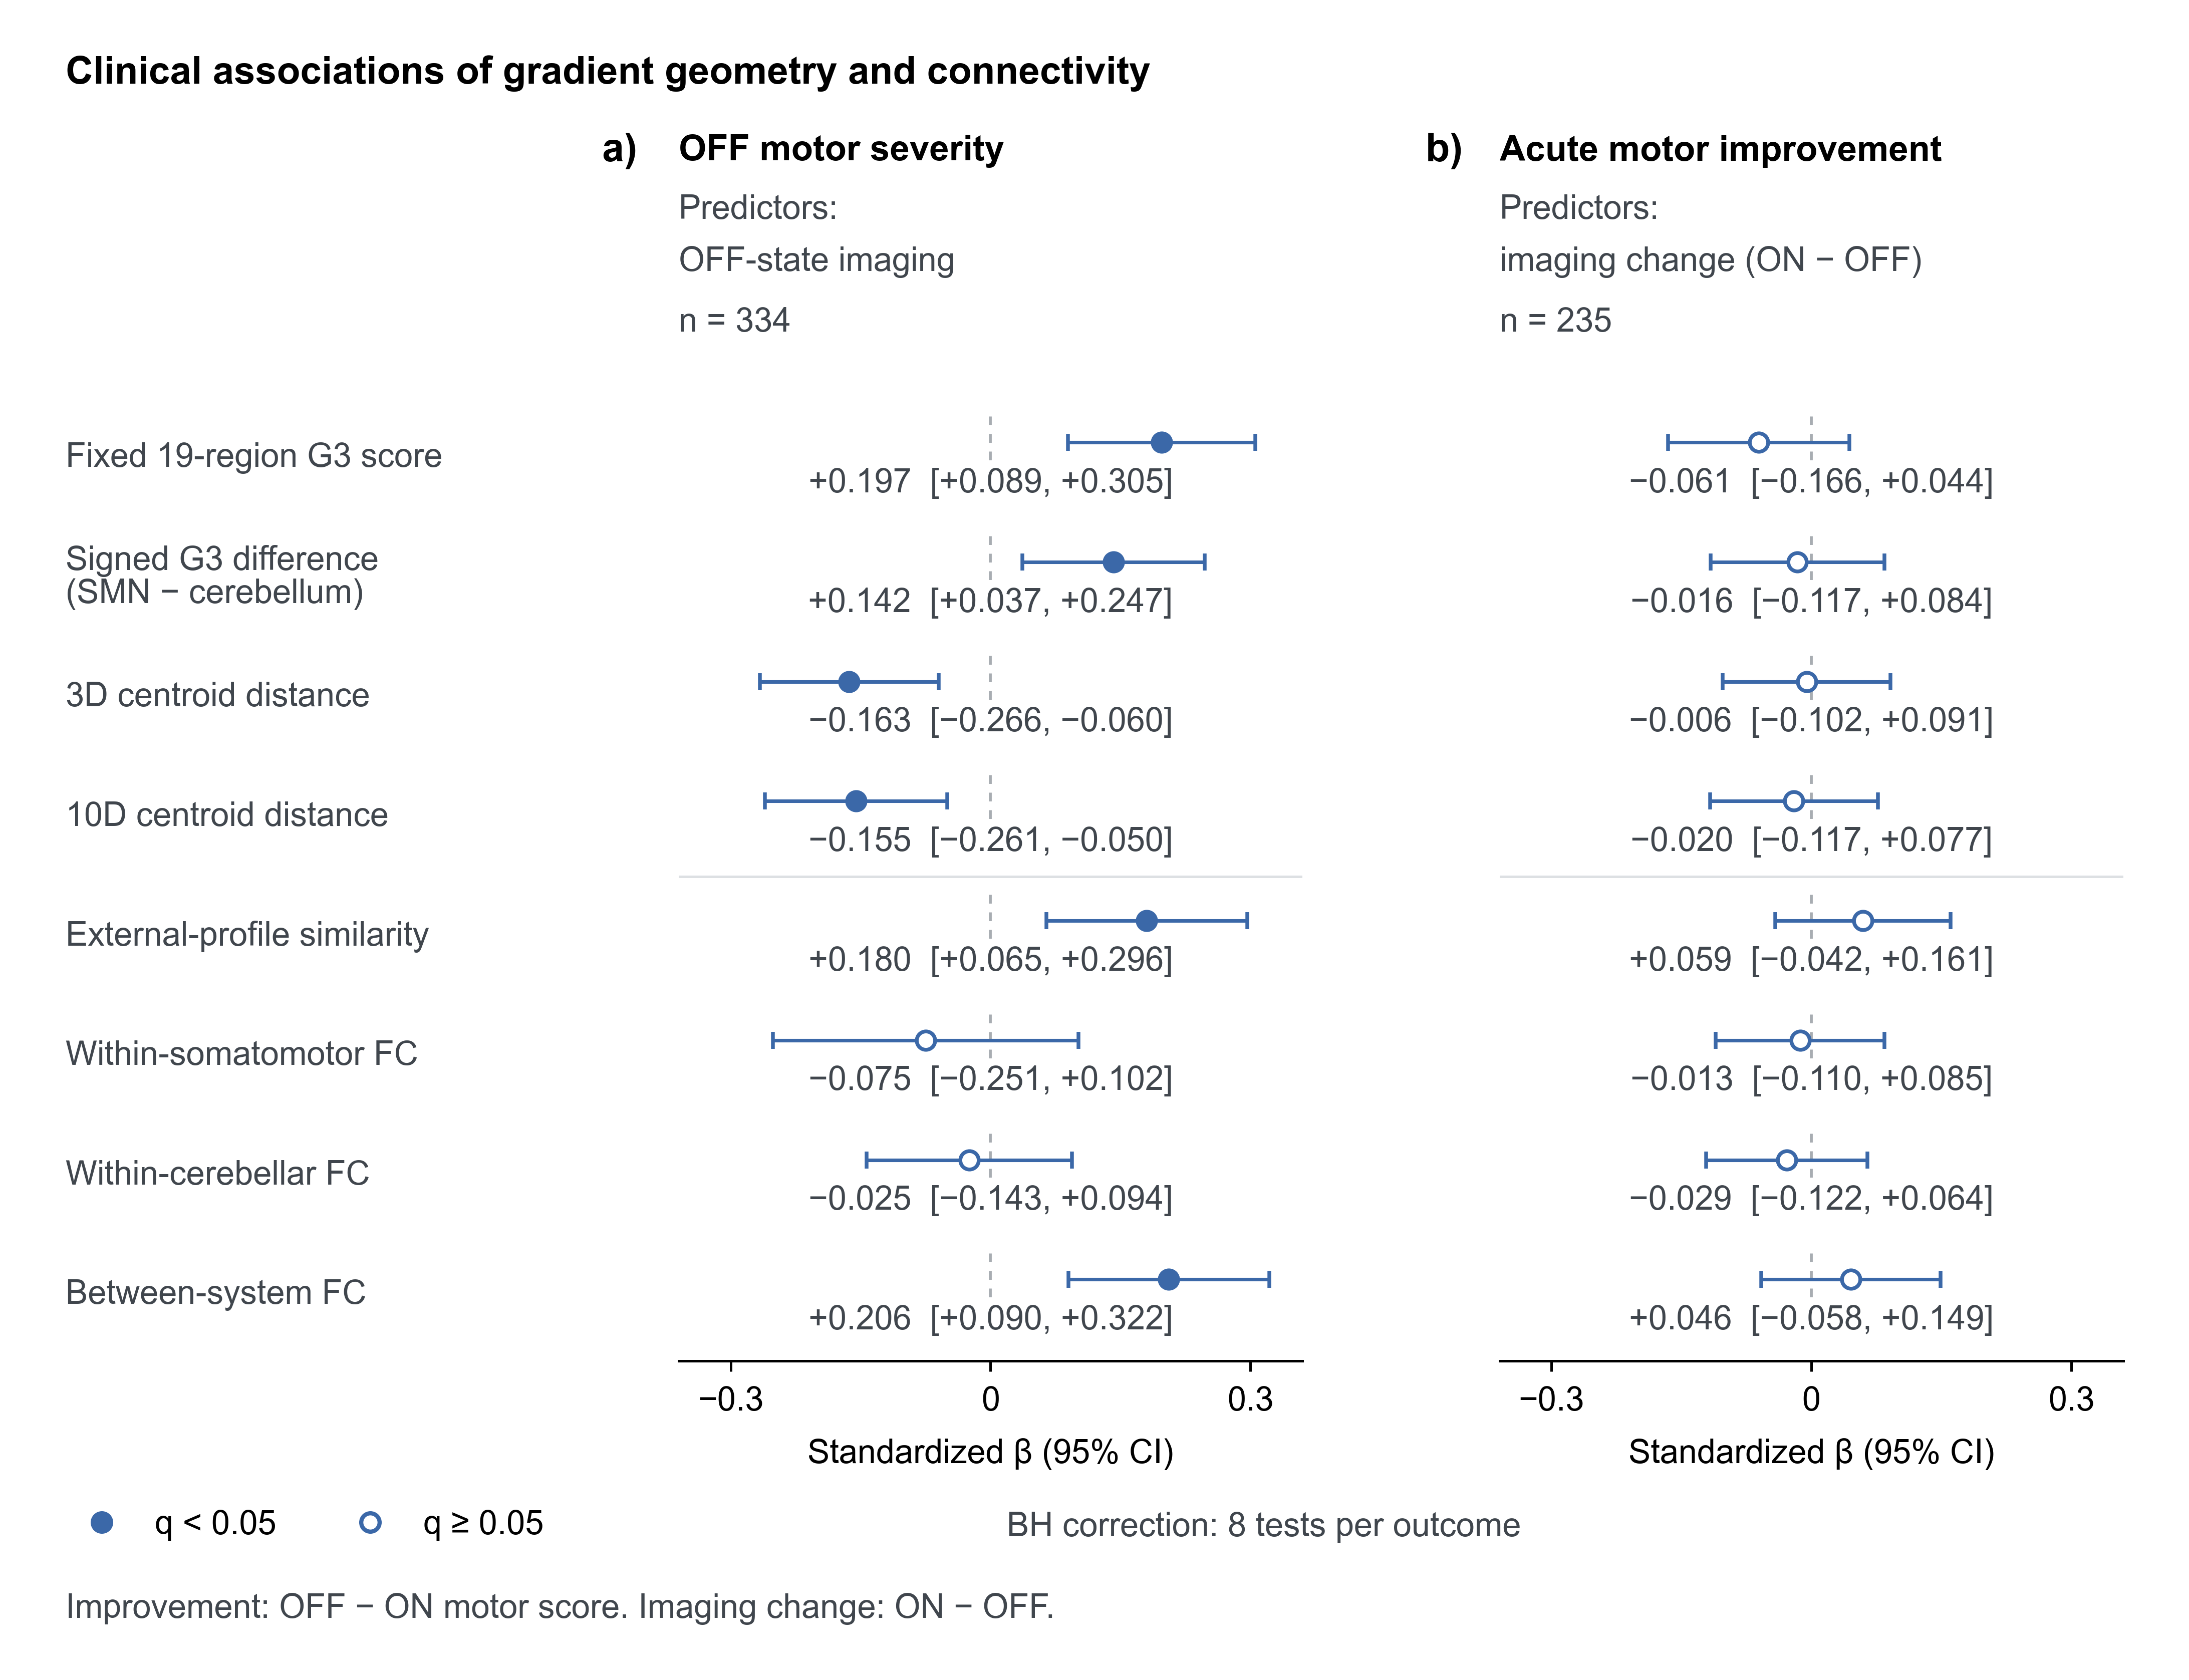 Clinical associations of gradient geometry and connectivity
a) OFF motor severity
Predictors:
OFF-state imaging
n = 334
b) Acute motor improvement
Predictors:
imaging change (ON − OFF)
n = 235
Fixed 19-region G3 score
+0.197 [+0.089, +0.305]
−0.061 [−0.166, +0.044]
Signed G3 difference
(SMN − cerebellum)
+0.142 [+0.037, +0.247]
−0.016 [−0.117, +0.084]
3D centroid distance
−0.163 [−0.266, −0.060]
−0.006 [−0.102, +0.091]
10D centroid distance
−0.155 [−0.261, −0.050]
−0.020 [−0.117, +0.077]
External-profile similarity
+0.180 [+0.065, +0.296]
+0.059 [−0.042, +0.161]
Within-somatomotor FC
−0.075 [−0.251, +0.102]
−0.013 [−0.110, +0.085]
Within-cerebellar FC
−0.025 [−0.143, +0.094]
−0.029 [−0.122, +0.064]
Between-system FC
+0.206 [+0.090, +0.322]
+0.046 [−0.058, +0.149]
−0.3 0 0.3
Standardized β (95% CI)
−0.3 0 0.3
Standardized β (95% CI)
q < 0.05
q ≥ 0.05
BH correction: 8 tests per outcome
Improvement: OFF − ON motor score. Imaging change: ON − OFF.